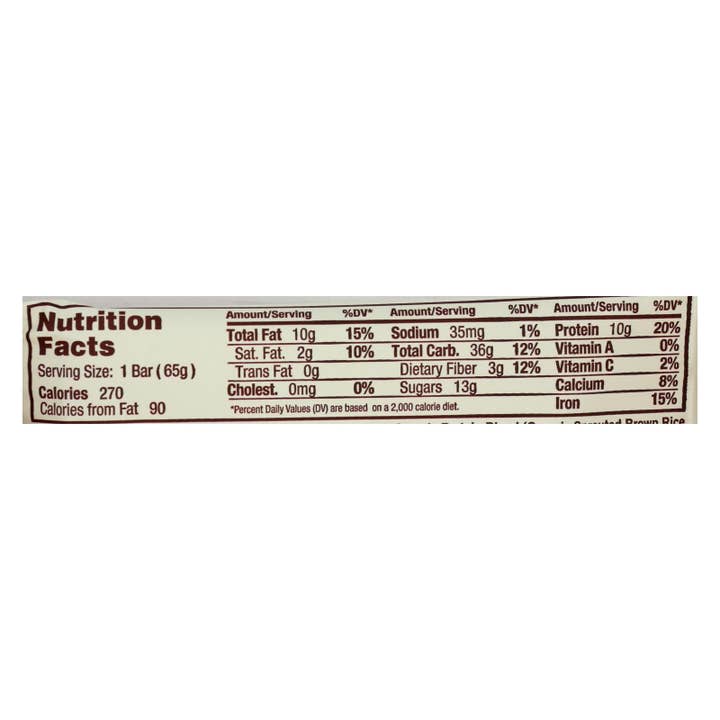 Nutrition
Facts
Serving Size: 1 Bar ( 65g )
Calories 270
Calories from Fat 90
Amount/Serving %DV*
Total Fat 10g 15%
Sat. Fat. 2g 10%
Trans Fat 0g
Cholest. 0mg 0%
Amount/Serving %DV*
Sodium 35mg 1%
Total Carb. 36g 12%
Dietary Fiber 3g 12%
Sugars 13g
Amount/Serving %DV*
Protein 10g 20%
Vitamin A 0%
Vitamin C 2%
Calcium 8%
Iron 15%
*Percent Daily Values (DV) are based on a 2,000 calorie diet.
Sprouted Brown Rice